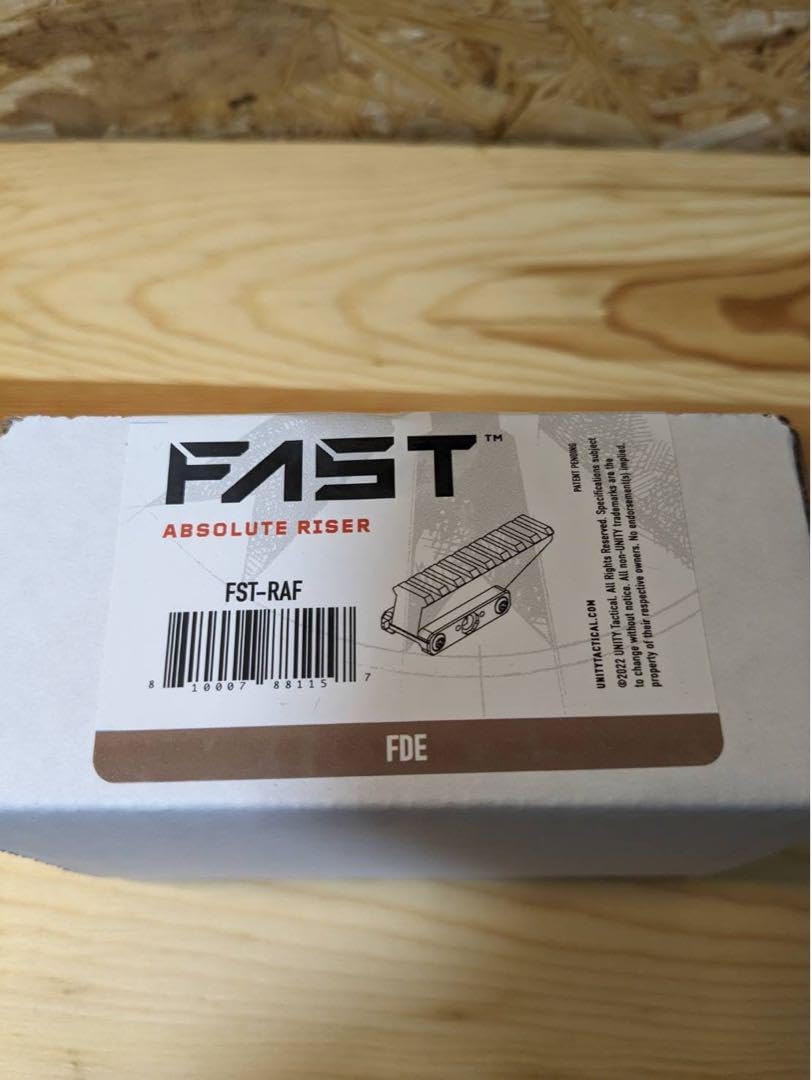 FAST™
ABSOLUTE RISER
FST-RAF
8 10007 88115 7
PATENT PENDING
UNITYTACTICAL.COM
©2022 UNITY Tactical. All Rights Reserved. Specifications subject
to change without notice. All non-UNITY trademarks are the
property of their respective owners. No endorsement(s) implied.
FDE